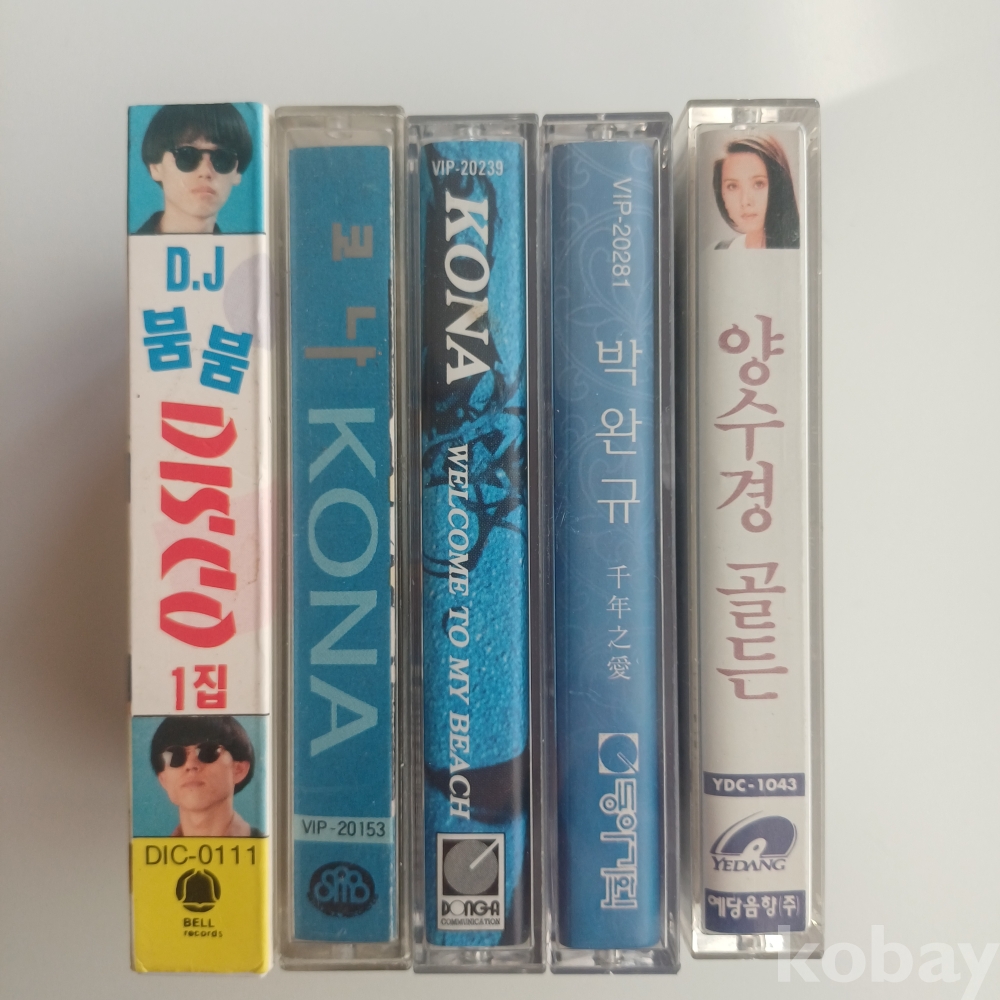 D.J
붐붐
DISCO
1집
DIC-0111
BELL
records
코나
KONA
VIP-20153
VIP-20239
KONA
WELCOME TO MY BEACH
DONG-A
COMMUNICATION
VIP-20281
박완규
千年之愛
동아기획
양수경 골든
YDC-1043
YEDANG
예당음향(주)
kobay